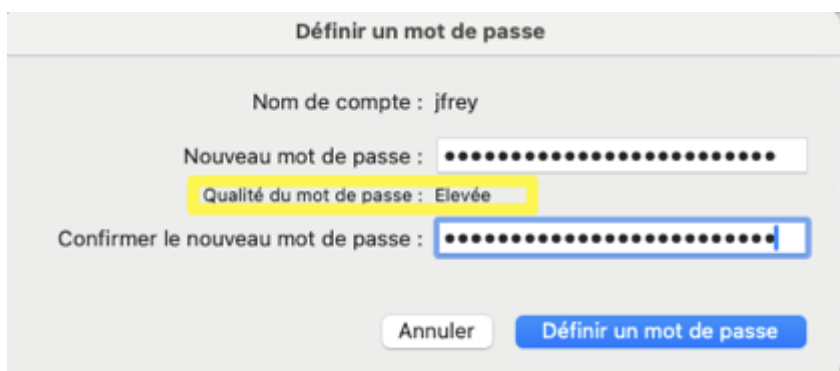 Définir un mot de passe
Nom de compte : jfrey
Nouveau mot de passe : •••••••••••••••••••••••••
Qualité du mot de passe : Elevée
Confirmer le nouveau mot de passe : •••••••••••••••••••••••••
Annuler Définir un mot de passe